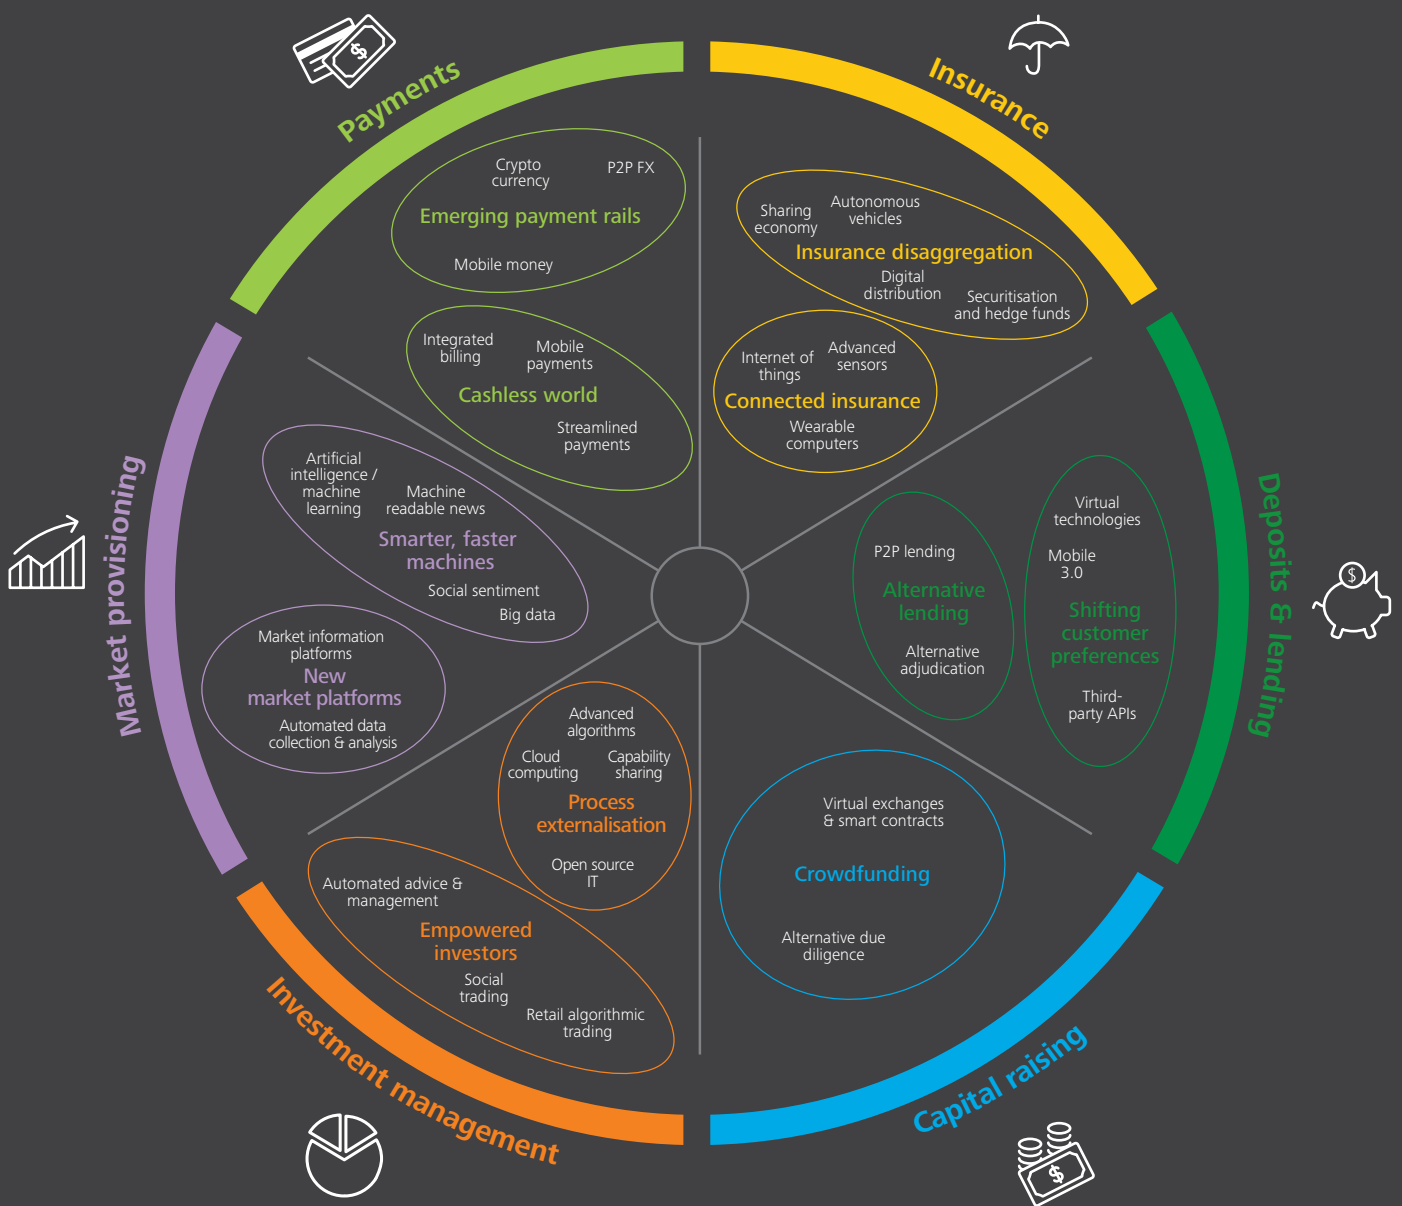 Payments
Crypto
currency
P2P FX
Emerging payment rails
Mobile money
Integrated
billing
Mobile
payments
Cashless world
Streamlined
payments
Insurance
Sharing
economy
Autonomous
vehicles
Insurance disaggregation
Digital
distribution
Securitisation
and hedge funds
Internet of
things
Advanced
sensors
Connected insurance
Wearable
computers
Deposits & lending
P2P lending
Alternative
lending
Alternative
adjudication
Virtual
technologies
Mobile
3.0
Shifting
customer
preferences
Third-
party APIs
Capital raising
Virtual exchanges
& smart contracts
Crowdfunding
Alternative due
diligence
Investment management
Advanced
algorithms
Cloud
computing
Capability
sharing
Process
externalisation
Open source
IT
Automated advice &
management
Empowered
investors
Social
trading
Retail algorithmic
trading
Market provisioning
Artificial
intelligence /
machine
learning
Machine
readable news
Smarter, faster
machines
Social sentiment
Big data
Market information
platforms
New
market platforms
Automated data
collection & analysis
$
$
$